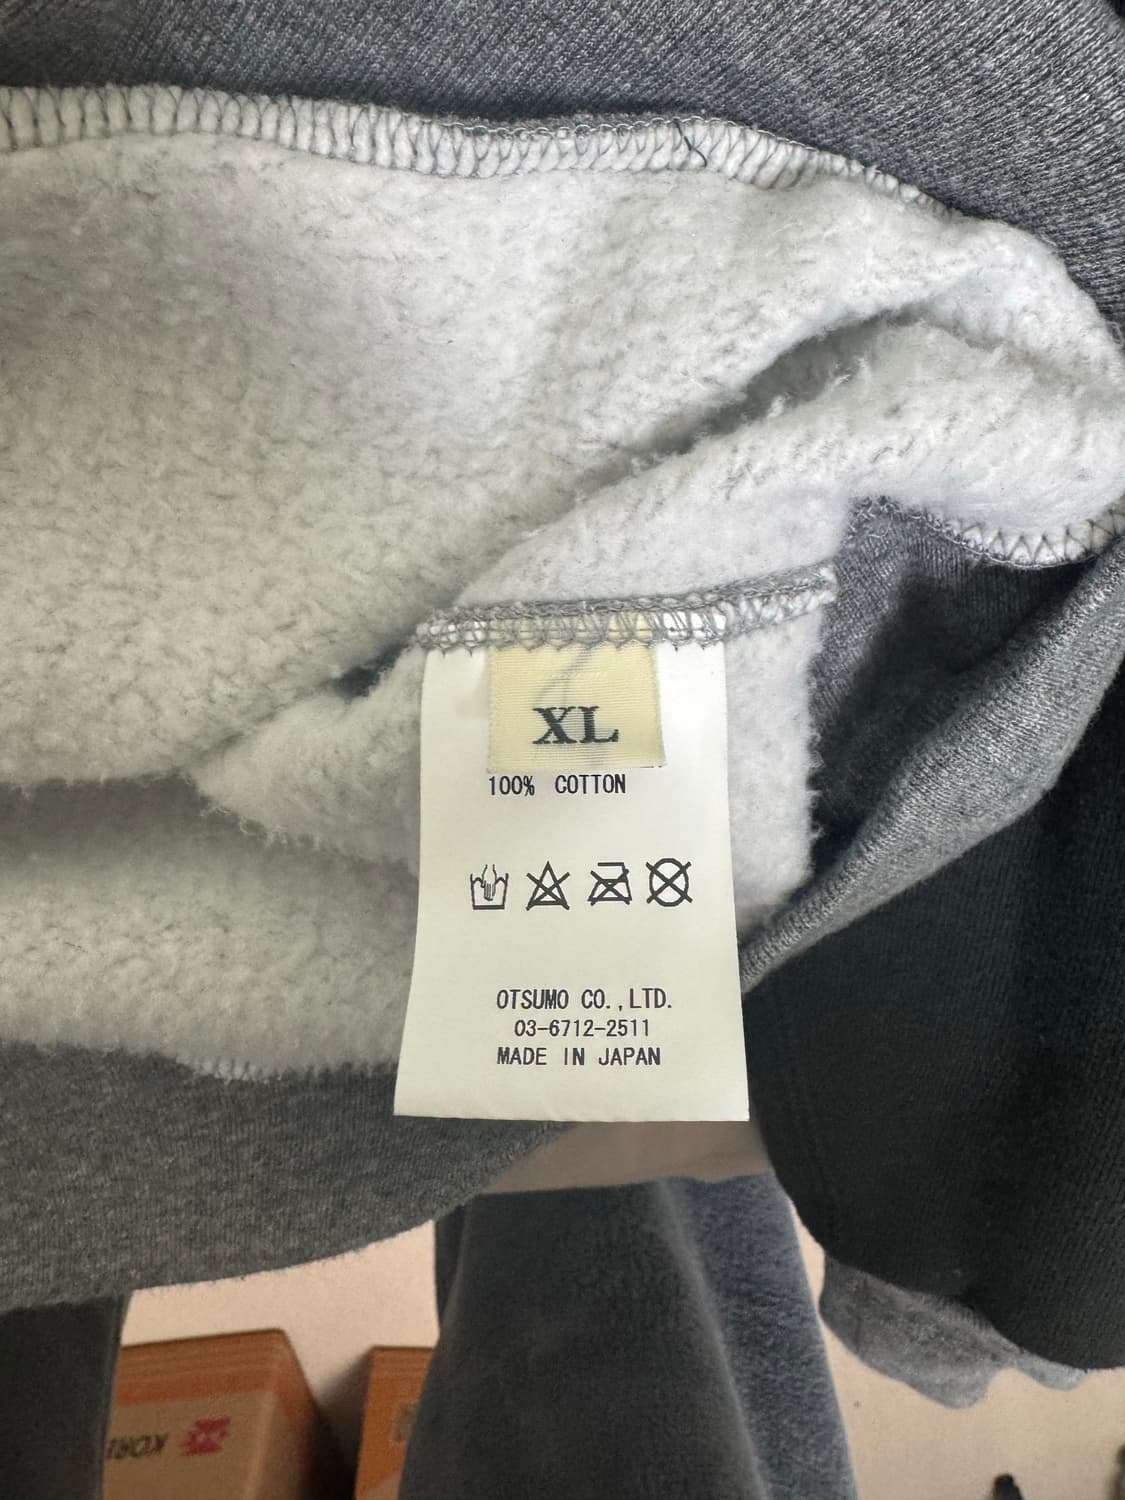 XL
100% COTTON
OTSUMO CO.,LTD.
03-6712-2511
MADE IN JAPAN